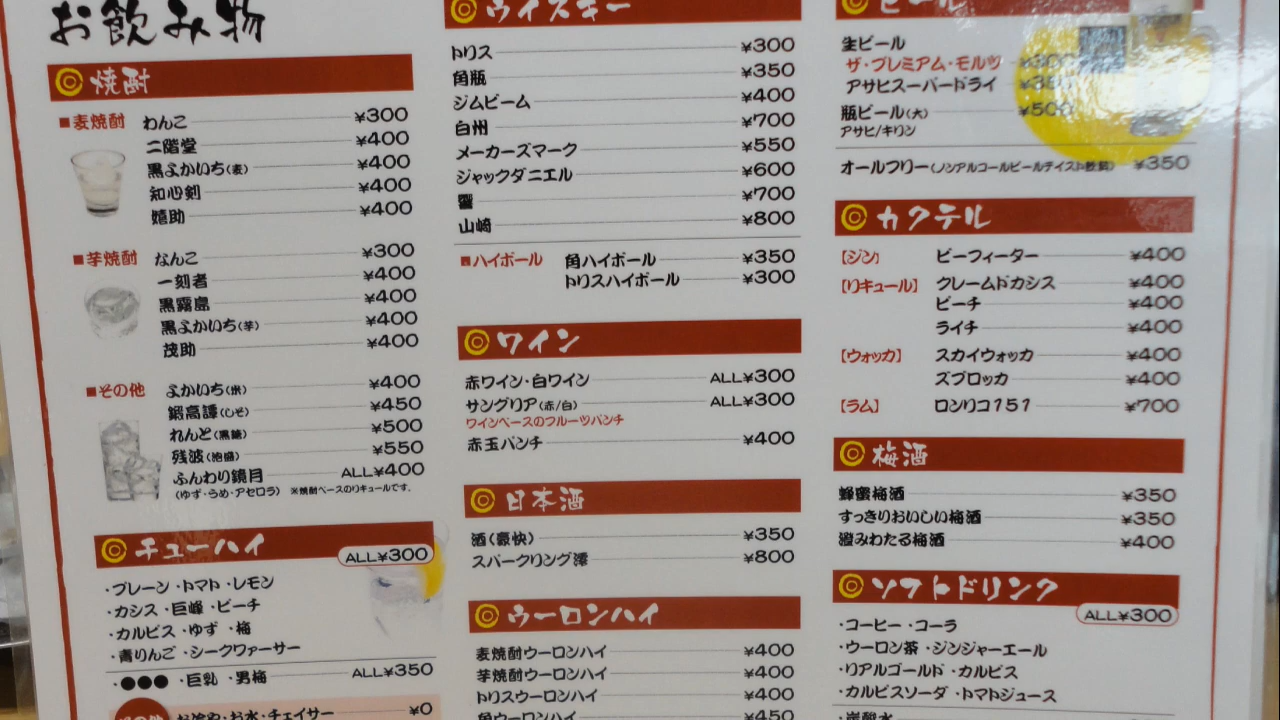 お飲み物
焼酎
■麦焼酎 わんこ ¥300
二階堂 ¥400
黒よかいち(麦) ¥400
知心剣 ¥400
嬉助 ¥400
■芋焼酎 なんこ ¥300
一刻者 ¥400
黒霧島 ¥400
黒よかいち(芋) ¥400
茂助 ¥400
■その他 よかいち(米) ¥400
鍛高譚(しそ) ¥450
れんと(黒糖) ¥500
残波(泡盛) ¥550
ふんわり鏡月 ALL¥400
(ゆず・うめ・アセロラ) ※焼酎ベースのリキュールです。
チューハイ
ALL¥300
・プレーン ・トマト ・レモン
・カシス ・巨峰 ・ピーチ
・カルピス ・ゆず ・梅
・青りんご ・シークヮーサー
・●●● ・巨乳 ・男梅 ALL¥350
お冷や・お水・チェイサー ¥0
ウイスキー
トリス ¥300
角瓶 ¥350
ジムビーム ¥400
白州 ¥700
メーカーズマーク ¥550
ジャックダニエル ¥600
響 ¥700
山崎 ¥800
■ハイボール 角ハイボール ¥350
トリスハイボール ¥300
ワイン
赤ワイン・白ワイン ALL¥300
サングリア(赤/白) ALL¥300
ワインベースのフルーツパンチ
赤玉パンチ ¥400
日本酒
酒(豪快) ¥350
スパークリング澪 ¥800
ウーロンハイ
麦焼酎ウーロンハイ ¥400
芋焼酎ウーロンハイ ¥400
トリスウーロンハイ ¥400
角ウーロンハイ ¥450
ビール
生ビール
ザ・プレミアム・モルツ
アサヒスーパードライ
瓶ビール(大) ¥500
アサヒ/キリン
オールフリー(ノンアルコールビールテイスト飲料) ¥350
カクテル
【ジン】 ビーフィーター ¥400
【リキュール】 クレームドカシス ¥400
ピーチ ¥400
ライチ ¥400
【ウォッカ】 スカイウォッカ ¥400
ズブロッカ ¥400
【ラム】 ロンリコ151 ¥700
梅酒
蜂蜜梅酒 ¥350
すっきりおいしい梅酒 ¥350
澄みわたる梅酒 ¥400
ソフトドリンク
ALL¥300
・コーヒー ・コーラ
・ウーロン茶 ・ジンジャーエール
・リアルゴールド ・カルピス
・カルピスソーダ ・トマトジュース
・炭酸水